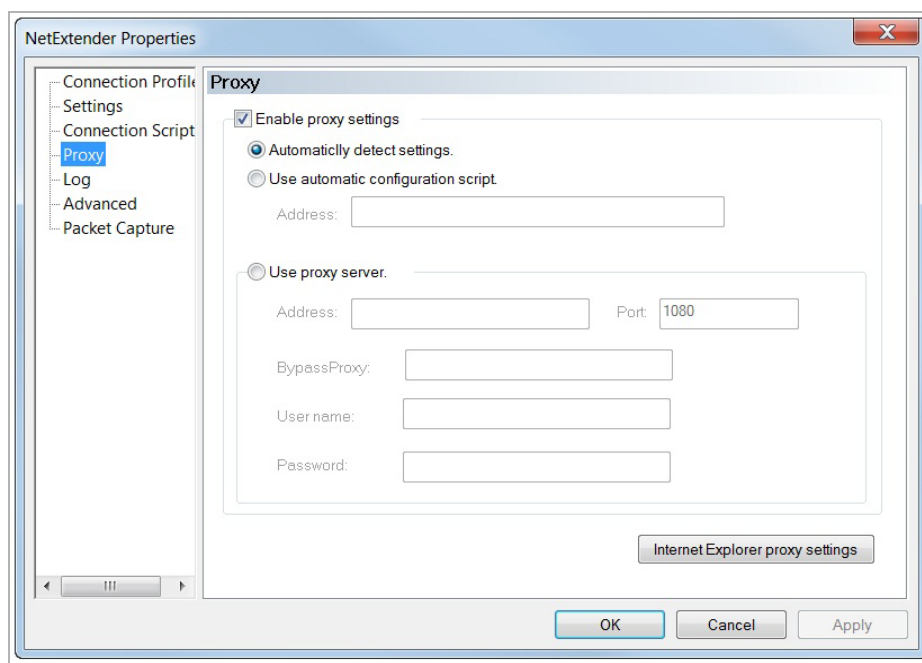 NetExtender Properties
Connection Profile
Settings
Connection Script
Proxy
Log
Advanced
Packet Capture
Proxy
Enable proxy settings
Automaticlly detect settings.
Use automatic configuration script.
Address:
Use proxy server.
Address:
Port: 1080
BypassProxy:
User name:
Password:
Internet Explorer proxy settings
OK
Cancel
Apply